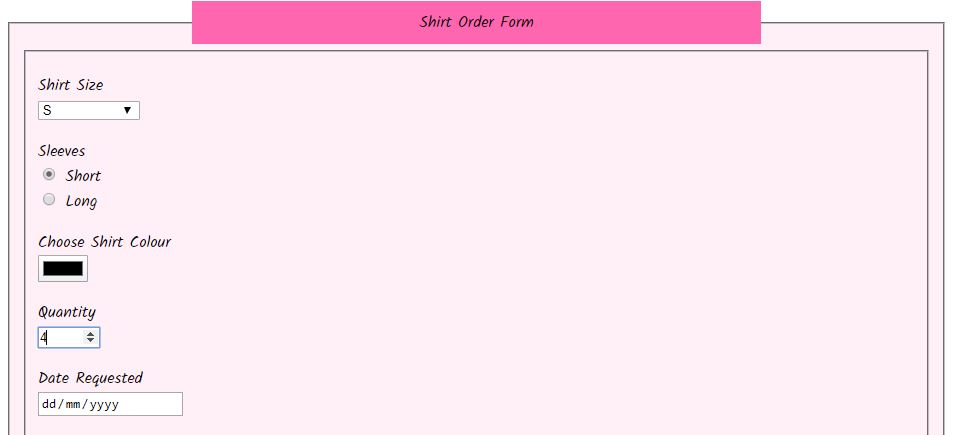 Shirt Order Form
Shirt Size
S
Sleeves
Short
Long
Choose Shirt Colour
Quantity
4
Date Requested
dd/mm/yyyy